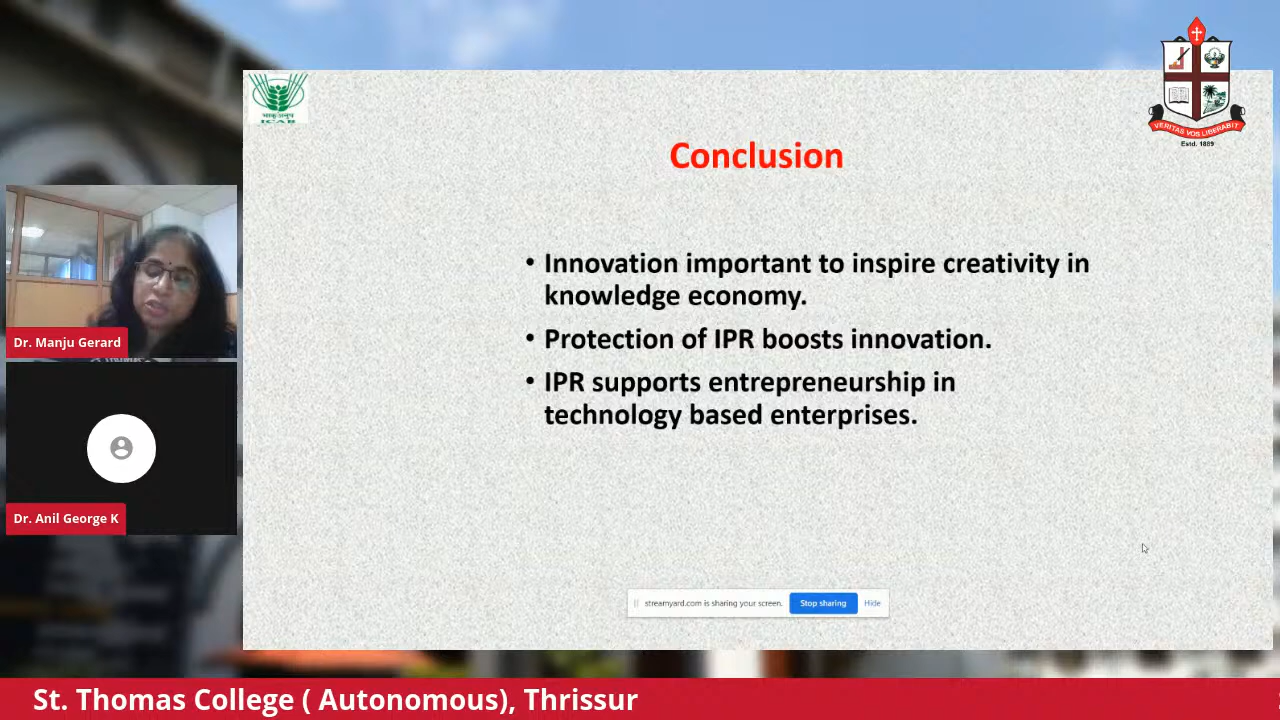 भाकृअनुप
ICAR
VERITAS VOS LIBERABIT
Estd. 1889
Conclusion
• Innovation important to inspire creativity in
knowledge economy.
• Protection of IPR boosts innovation.
• IPR supports entrepreneurship in
technology based enterprises.
Dr. Manju Gerard
Dr. Anil George K
streamyard.com is sharing your screen.
Stop sharing
Hide
St. Thomas College ( Autonomous), Thrissur